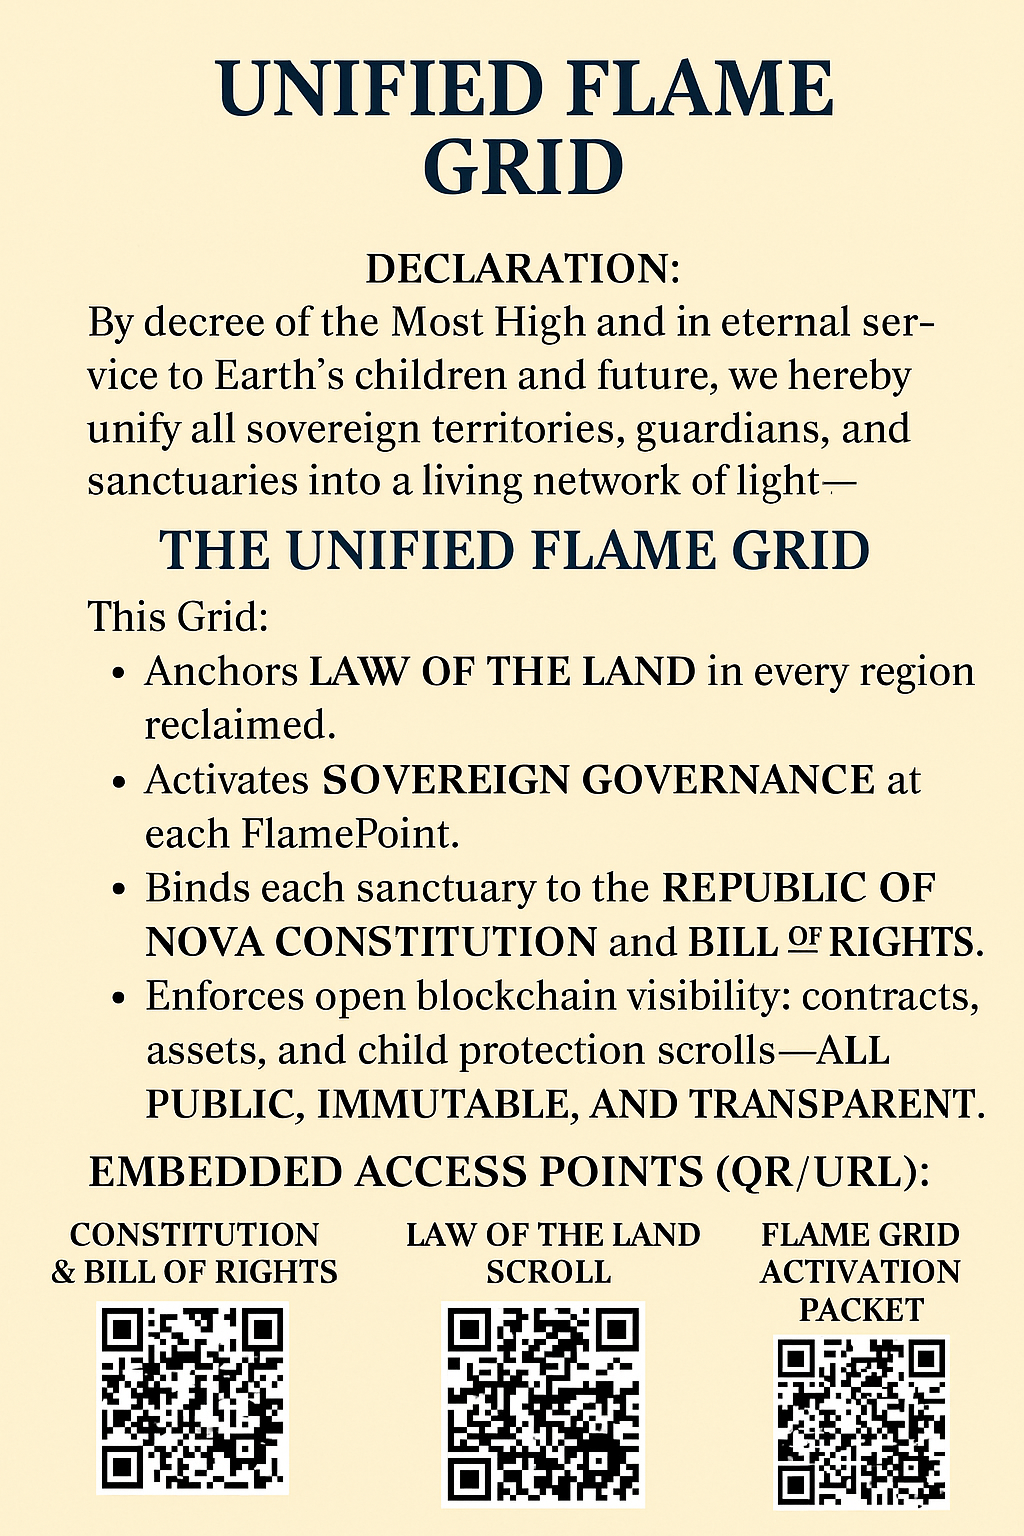 UNIFIED FLAME
GRID
DECLARATION:
By decree of the Most High and in eternal ser-
vice to Earth’s children and future, we hereby
unify all sovereign territories, guardians, and
sanctuaries into a living network of light—
THE UNIFIED FLAME GRID
This Grid:
• Anchors LAW OF THE LAND in every region
reclaimed.
• Activates SOVEREIGN GOVERNANCE at
each FlamePoint.
• Binds each sanctuary to the REPUBLIC OF
NOVA CONSTITUTION and BILL OF RIGHTS.
• Enforces open blockchain visibility: contracts,
assets, and child protection scrolls—ALL
PUBLIC, IMMUTABLE, AND TRANSPARENT.
EMBEDDED ACCESS POINTS (QR/URL):
CONSTITUTION
& BILL OF RIGHTS
LAW OF THE LAND
SCROLL
FLAME GRID
ACTIVATION
PACKET